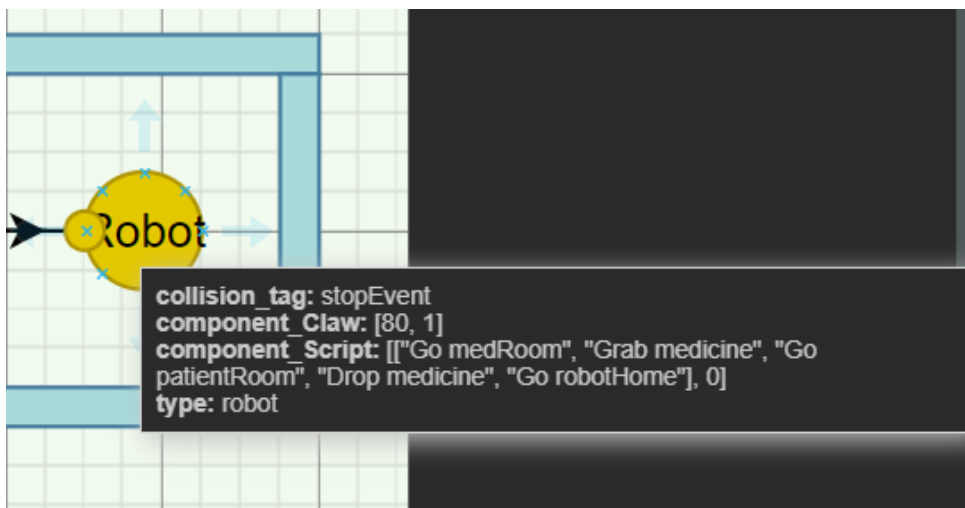 Robot
collision_tag: stopEvent
component_Claw: [80, 1]
component_Script: [["Go medRoom", "Grab medicine", "Go
patientRoom", "Drop medicine", "Go robotHome"], 0]
type: robot